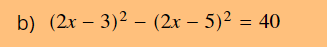 b) (2x – 3)² – (2x – 5)² = 40